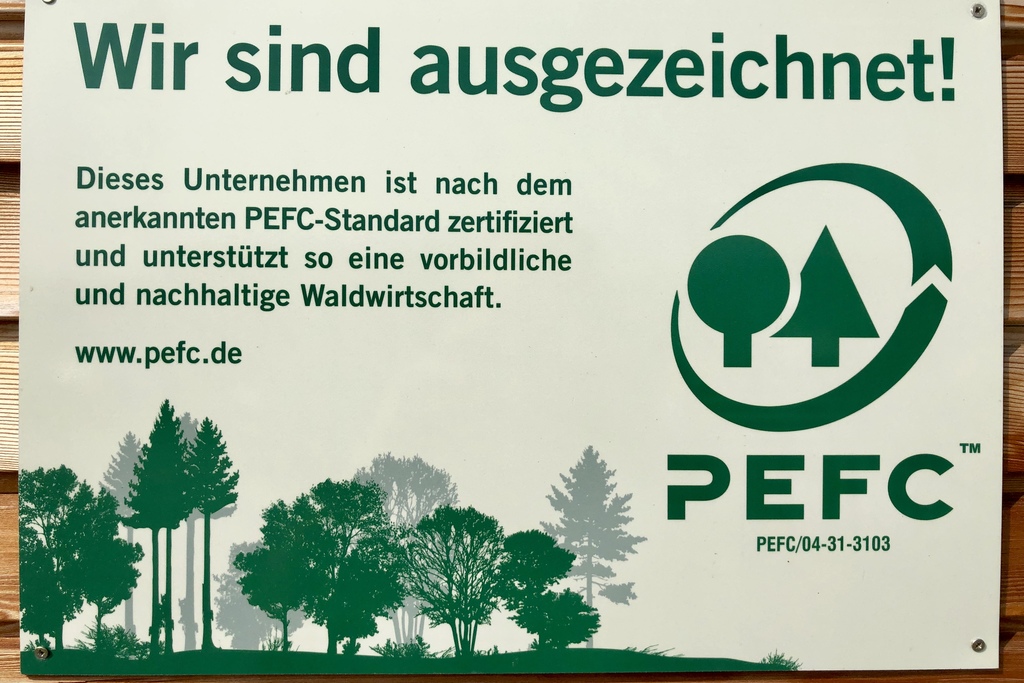 Wir sind ausgezeichnet!
Dieses Unternehmen ist nach dem
anerkannten PEFC-Standard zertifiziert
und unterstützt so eine vorbildliche
und nachhaltige Waldwirtschaft.
www.pefc.de
PEFC™
PEFC/04-31-3103